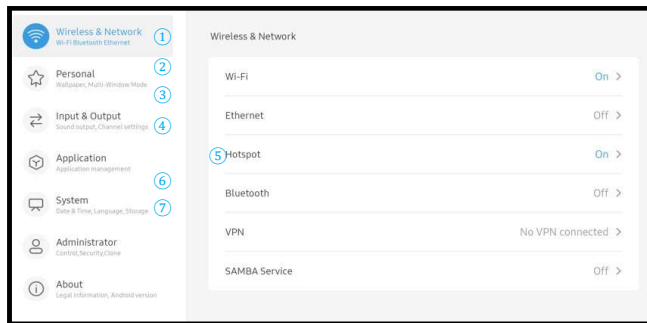 Wireless & Network
Wi-Fi Bluetooth Ethernet
①
②
Personal
Wallpaper, Multi-Window Mode
③
Input & Output
Sound output, Channel settings
④
Application
Application management
⑥
System
Date & Time, Language, Storage
⑦
Administrator
Control,Security,Clone
About
Legal information, Android version
Wireless & Network
Wi-Fi On >
Ethernet Off >
⑤ Hotspot On >
Bluetooth Off >
VPN No VPN connected >
SAMBA Service Off >